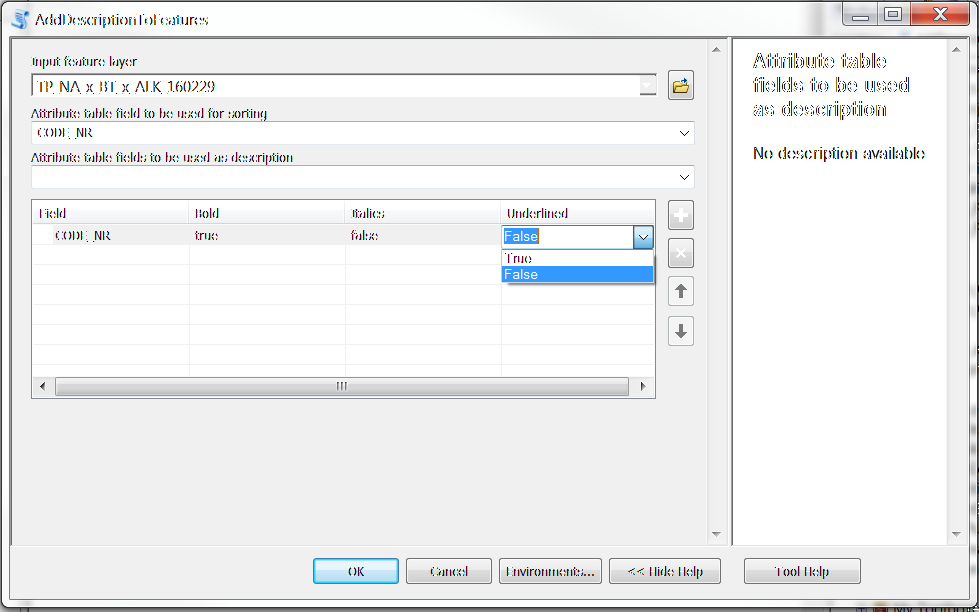 AddDescriptionToFeatures
Input feature layer
TP_NA_x_BT_x_ALK_160229
Attribute table field to be used for sorting
CODE_NR
Attribute table fields to be used as description
Field Bold Italics Underlined
CODE_NR true false False
True
False
OK Cancel Environments... << Hide Help Tool Help
Attribute table
fields to be used
as description
No description available